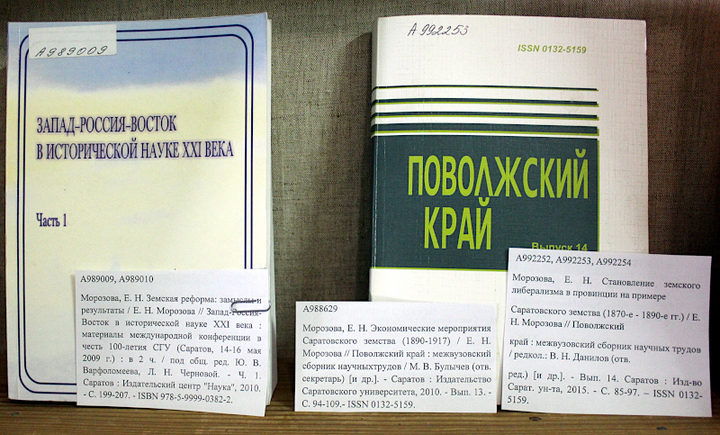 А989009
ЗАПАД-РОССИЯ-ВОСТОК
В ИСТОРИЧЕСКОЙ НАУКЕ XXI ВЕКА
Часть 1
А989009, А989010
Морозова, Е. Н. Земская реформа: замыслы и
результаты / Е. Н. Морозова // Запад-Россия-
Восток в исторической науке XXI века :
материалы международной конференции в
честь 100-летия СГУ (Саратов, 14-16 мая
2009 г.) : в 2 ч. / под общ. ред. Ю. В.
Варфоломеева, Л. Н. Черновой. - Ч. 1.
Саратов : Издательский центр "Наука", 2010.
- С. 199-207. - ISBN 978-5-9999-0382-2.
А 992253
ISSN 0132-5159
ПОВОЛЖСКИЙ
КРАЙ
Выпуск 14
А988629
Морозова, Е. Н. Экономические мероприятия
Саратовского земства (1890-1917) / Е. Н.
Морозова // Поволжский край : межвузовский
сборник научныхтрудов / М. В. Булычев (отв.
секретарь) [и др.]. - Саратов : Издательство
Саратовского университета, 2010. - Вып. 13. -
С. 94-109.- ISSN 0132-5159.
А992252, А992253, А992254
Морозова, Е. Н. Становление земского
либерализма в провинции на примере
Саратовского земства (1870-е - 1890-е гг.) / Е.
Н. Морозова // Поволжский
край : межвузовский сборник научных трудов
/ редкол.: В. Н. Данилов (отв.
ред.) [и др.]. - Вып. 14. Саратов : Изд-во
Сарат. ун-та, 2015. - С. 85-97. – ISSN 0132-
5159.